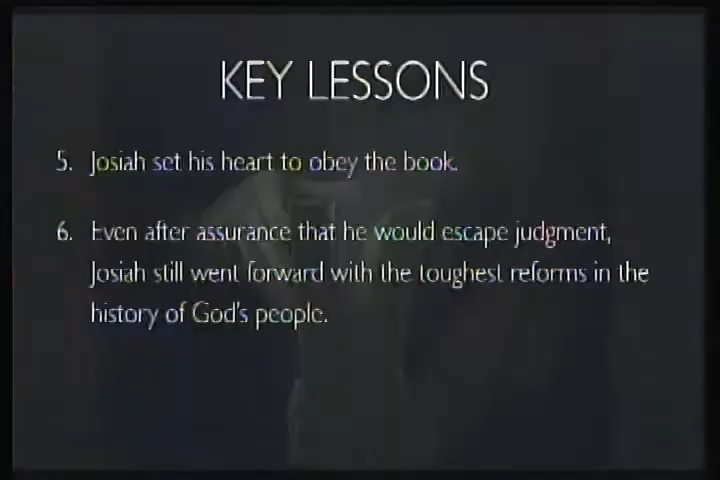 KEY LESSONS
5. Josiah set his heart to obey the book.
6. Even after assurance that he would escape judgment,
Josiah still went forward with the toughest reforms in the
history of God's people.